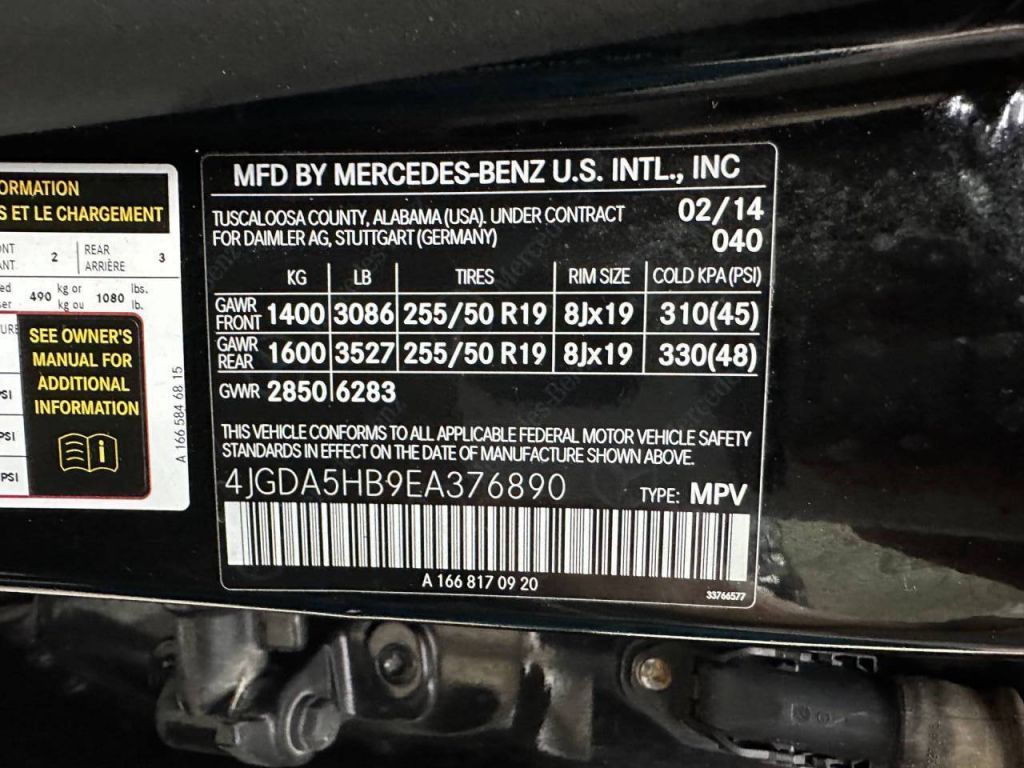 ORMATION
S ET LE CHARGEMENT
2
REAR
ARRIÈRE
3
490
kg or
kg ou
1080
lbs.
lb.
SEE OWNER'S
MANUAL FOR
ADDITIONAL
INFORMATION
PSI
PSI
A 166 584 68 15
MFD BY MERCEDES-BENZ U.S. INTL., INC
TUSCALOOSA COUNTY, ALABAMA (USA). UNDER CONTRACT 02/14
FOR DAIMLER AG, STUTTGART (GERMANY) 040
KG LB TIRES RIM SIZE COLD KPA(PSI)
GAWR FRONT 1400 3086 255/50 R19 8Jx19 310(45)
GAWR REAR 1600 3527 255/50 R19 8Jx19 330(48)
GVWR 2850 6283
THIS VEHICLE CONFORMS TO ALL APPLICABLE FEDERAL MOTOR VEHICLE SAFETY
STANDARDS IN EFFECT ON THE DATE OF MANUFACTURE SHOWN ABOVE.
4JGDA5HB9EA376890 TYPE: MPV
A 166 817 09 20
33766577